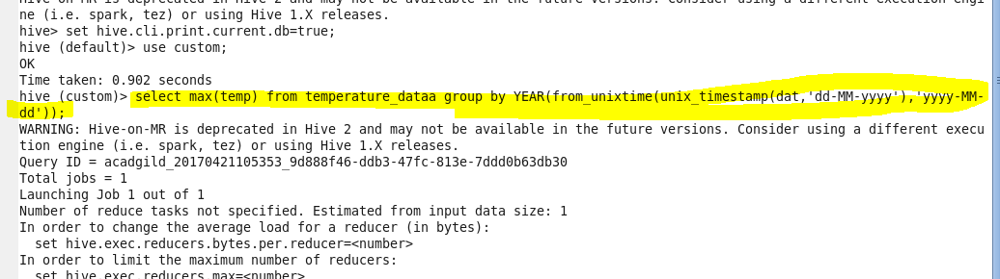 Hive-on-MR is deprecated in Hive 2 and may not be available in the future versions. Consider using a different execution engi
ne (i.e. spark, tez) or using Hive 1.X releases.
hive> set hive.cli.print.current.db=true;
hive (default)> use custom;
OK
Time taken: 0.902 seconds
hive (custom)> select max(temp) from temperature_dataa group by YEAR(from_unixtime(unix_timestamp(dat,'dd-MM-yyyy'),'yyyy-MM-
dd'));
WARNING: Hive-on-MR is deprecated in Hive 2 and may not be available in the future versions. Consider using a different execu
tion engine (i.e. spark, tez) or using Hive 1.X releases.
Query ID = acadgild_20170421105353_9d888f46-ddb3-47fc-813e-7ddd0b63db30
Total jobs = 1
Launching Job 1 out of 1
Number of reduce tasks not specified. Estimated from input data size: 1
In order to change the average load for a reducer (in bytes):
  set hive.exec.reducers.bytes.per.reducer=<number>
In order to limit the maximum number of reducers:
  set hive.exec.reducers.max=<number>